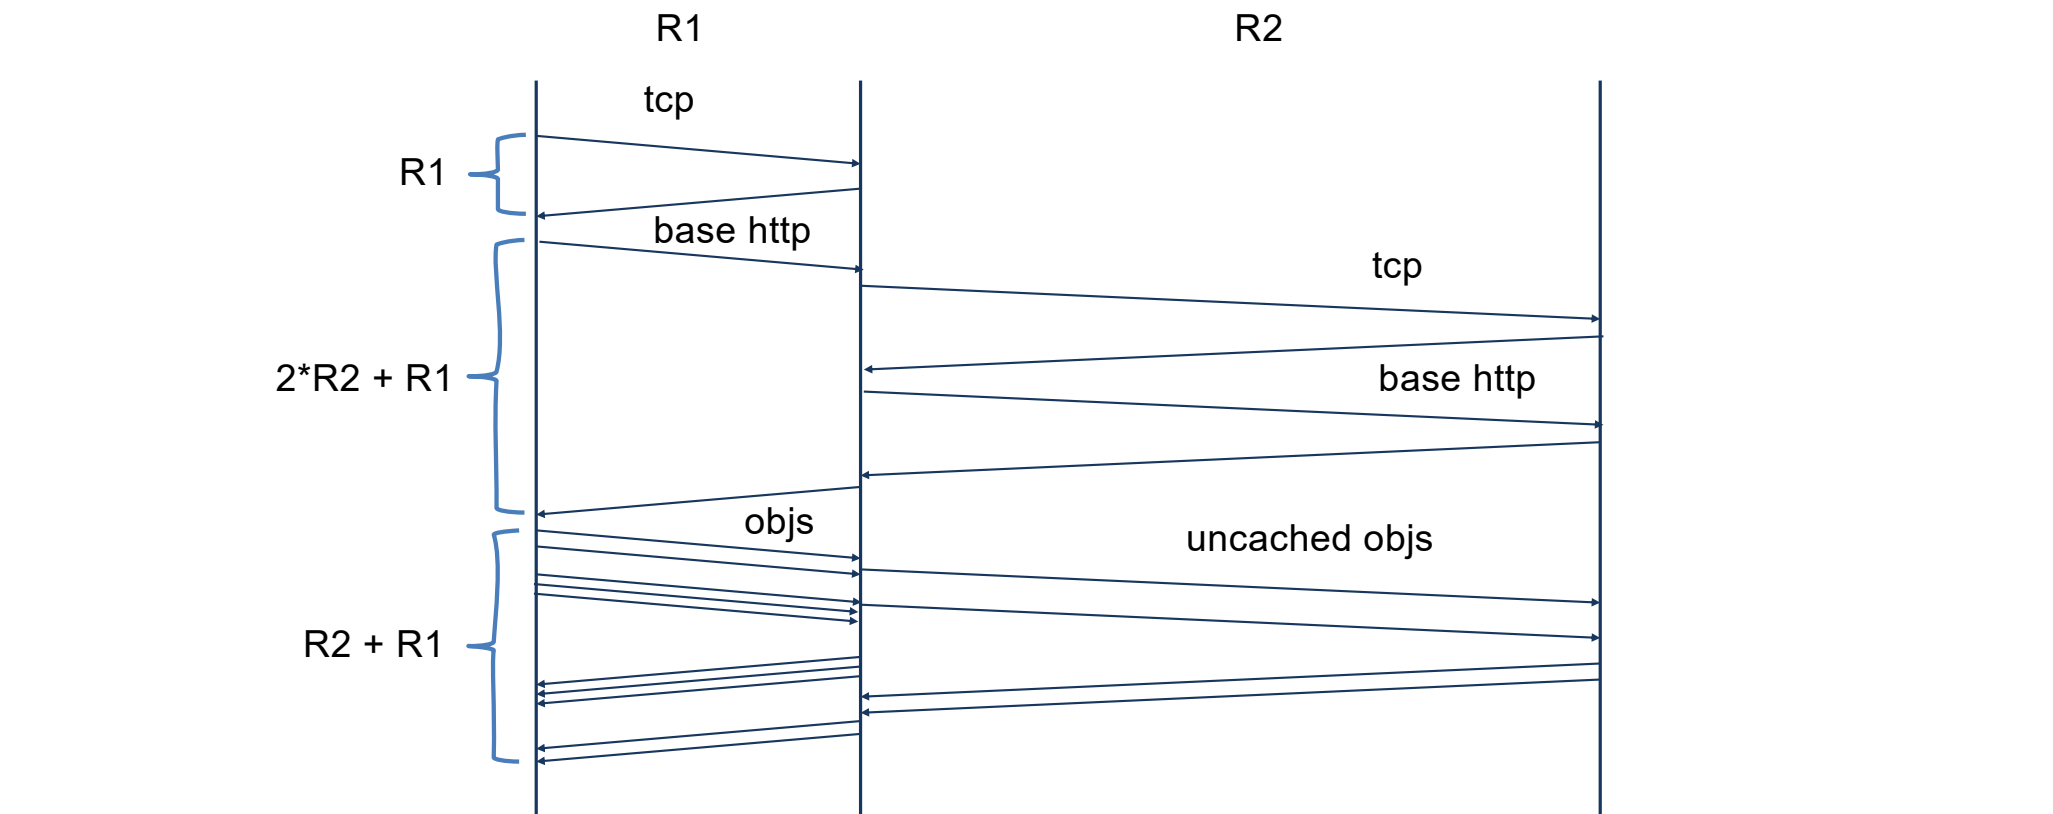 R1
R2
tcp
R1
base http
tcp
2*R2 + R1
base http
objs
uncached objs
R2 + R1